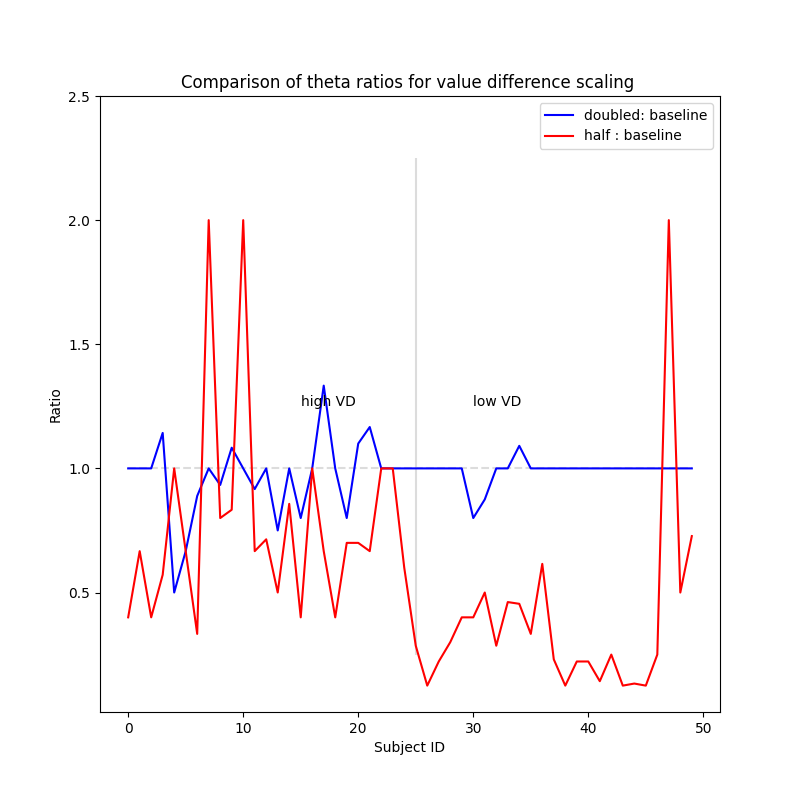 Comparison of theta ratios for value difference scaling
doubled: baseline
half : baseline
2.5
2.0
1.5
1.0
0.5
Ratio
high VD
low VD
0
10
20
30
40
50
Subject ID